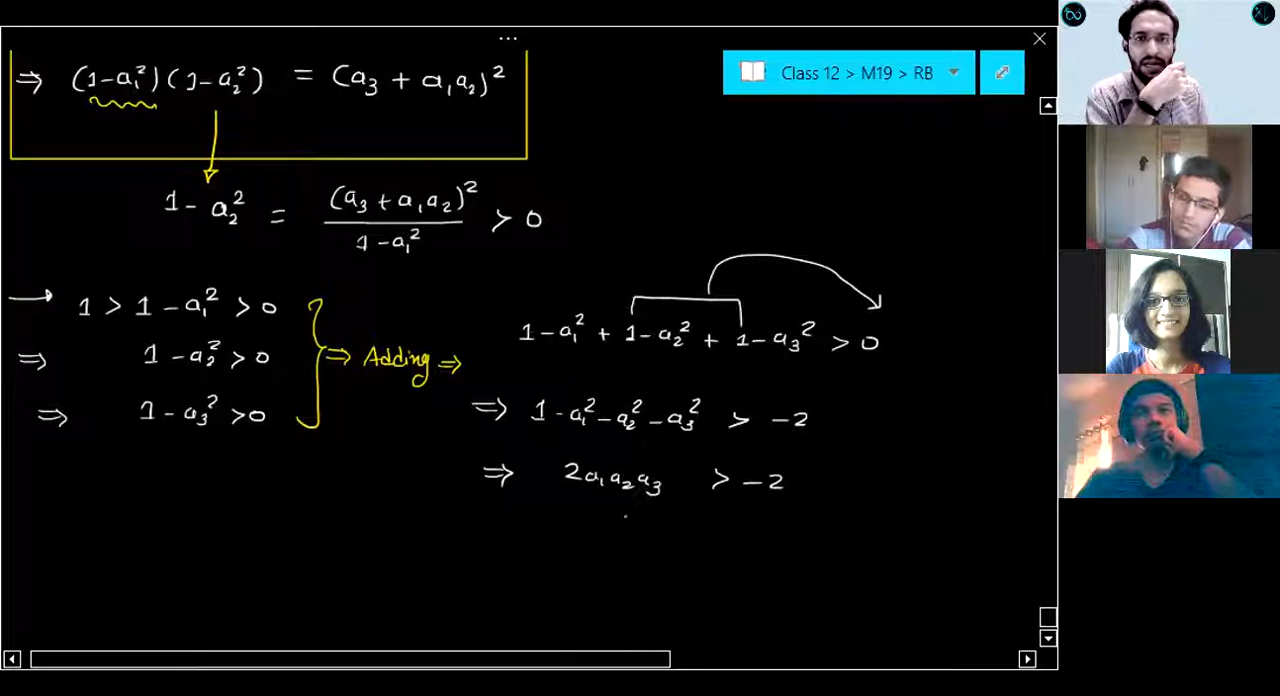 ...
Class 12 > M19 > RB
⇒ (1-a₁²)(1-a₂²) = (a₃ + a₁a₂)²
1 - a₂² = (a₃ + a₁a₂)² / 1-a₁² > 0
→ 1 > 1 - a₁² > 0
⇒ 1 - a₂² > 0
⇒ 1 - a₃² > 0
⇒ Adding ⇒
1-a₁² + 1-a₂² + 1-a₃² > 0
⇒ 1-a₁²-a₂²-a₃² > -2
⇒ 2a₁a₂a₃ > -2